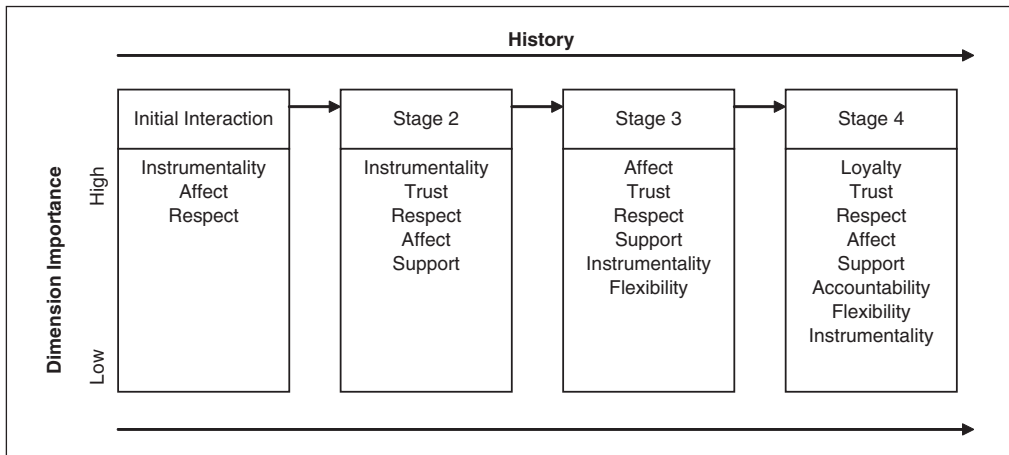 History
Initial Interaction
Stage 2
Stage 3
Stage 4
Dimension Importance
High
Low
Instrumentality
Affect
Respect
Instrumentality
Trust
Respect
Affect
Support
Affect
Trust
Respect
Support
Instrumentality
Flexibility
Loyalty
Trust
Respect
Affect
Support
Accountability
Flexibility
Instrumentality